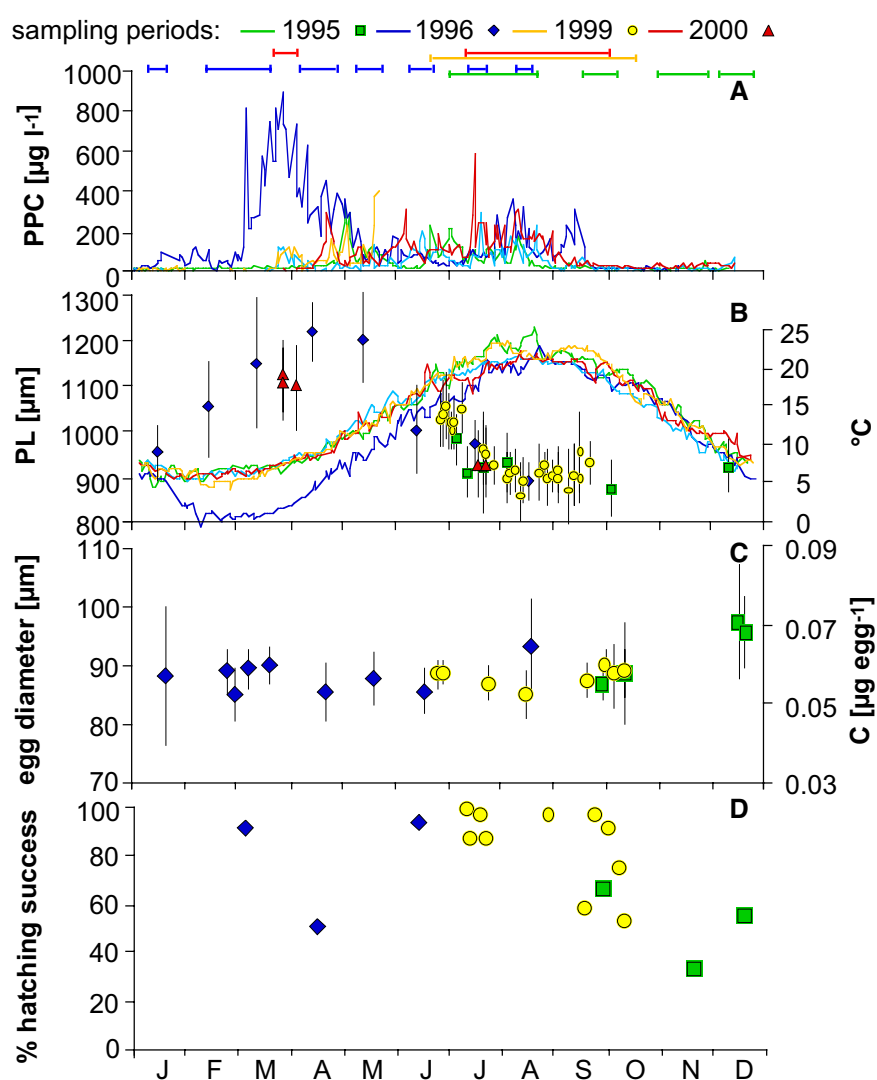 sampling periods: 1995 1996 1999 2000
A
PPC [µg l-1]
1000
800
600
400
200
0
B
PL [µm]
1300
1200
1100
1000
900
800
°C
25
20
15
10
5
0
C
egg diameter [µm]
110
100
90
80
70
C [µg egg-1]
0.09
0.07
0.05
0.03
D
% hatching success
100
80
60
40
20
0
J F M A M J J A S O N D